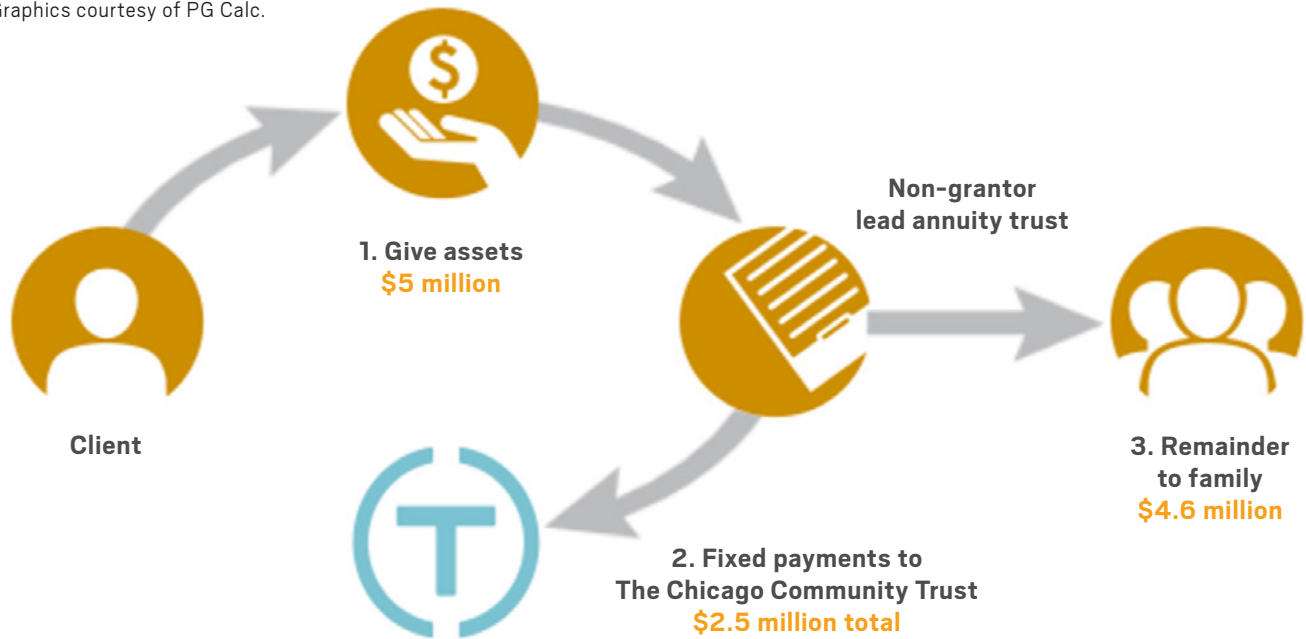 Graphics courtesy of PG Calc.
$
Non-grantor
lead annuity trust
1. Give assets
$5 million
Client
3. Remainder
to family
$4.6 million
T
2. Fixed payments to
The Chicago Community Trust
$2.5 million total